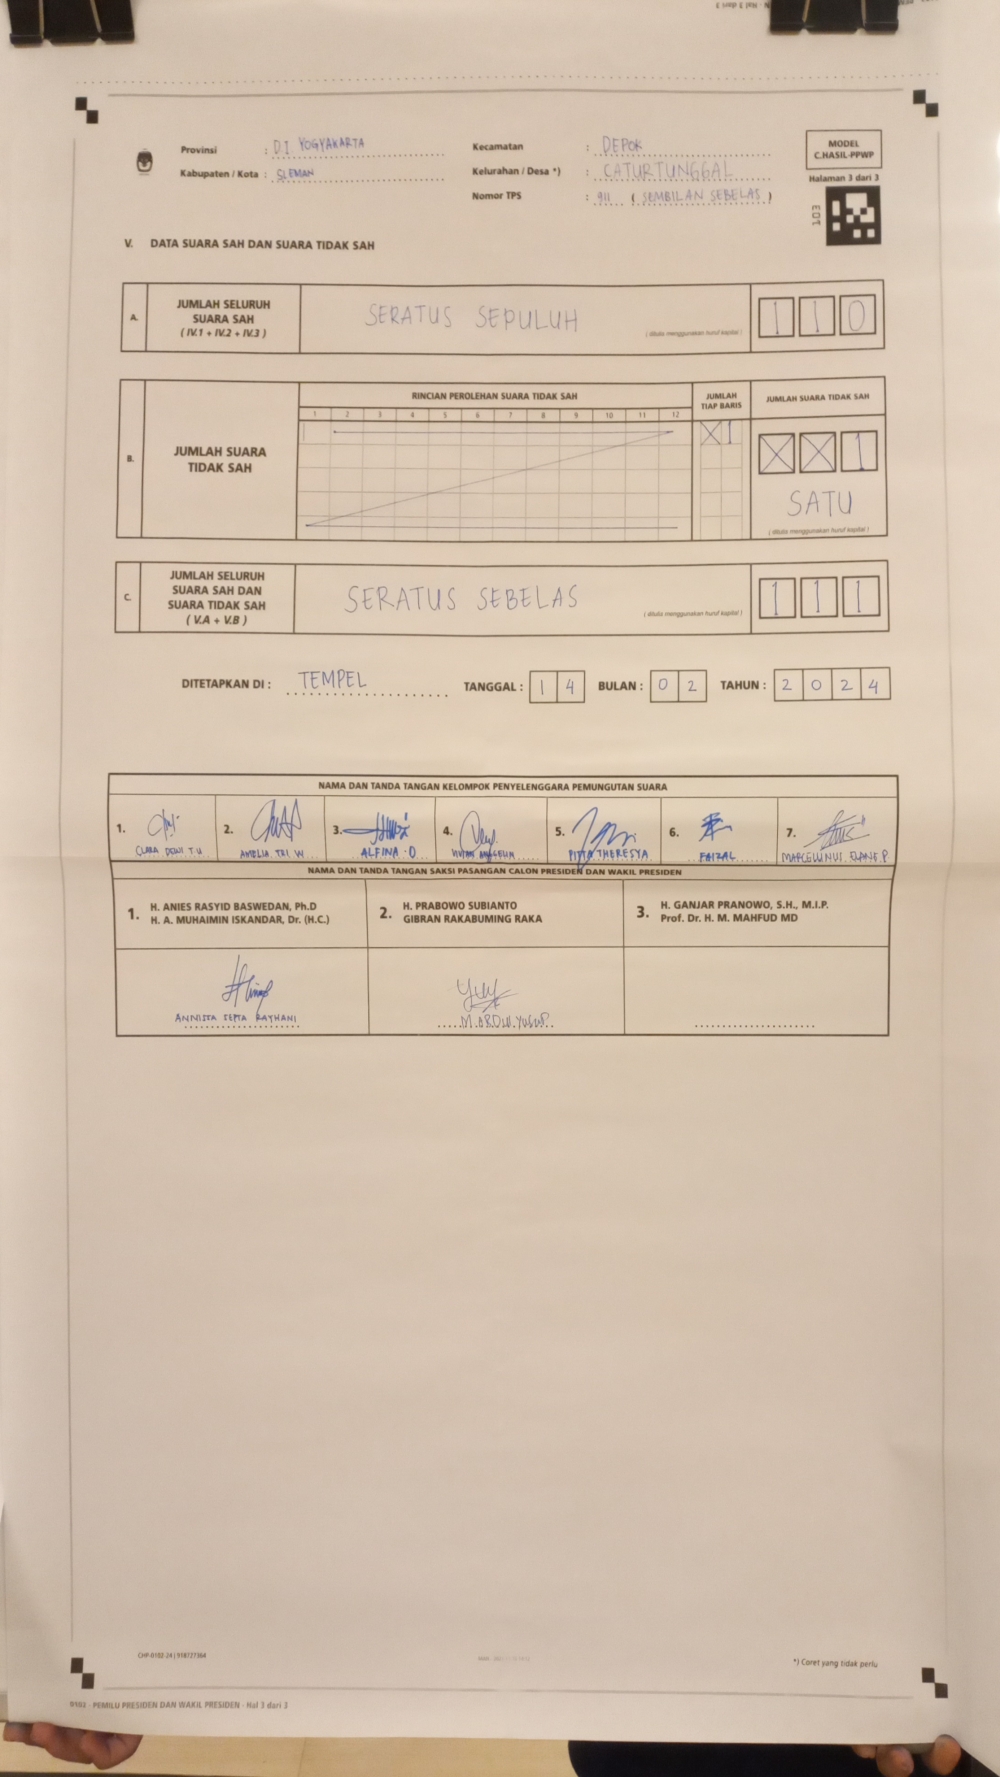 Provinsi : D.I YOGYAKARTA
Kabupaten / Kota : SLEMAN
Kecamatan : DEPOK
Kelurahan / Desa *) : CATURTUNGGAL
Nomor TPS : 911 ( SEMBILAN SEBELAS )
MODEL
C.HASIL-PPWP
Halaman 3 dari 3
V. DATA SUARA SAH DAN SUARA TIDAK SAH
A. JUMLAH SELURUH SUARA SAH ( IV.1 + IV.2 + IV.3 )
SERATUS SEPULUH
( ditulis menggunakan huruf kapital )
1 1 0
B. JUMLAH SUARA TIDAK SAH
RINCIAN PEROLEHAN SUARA TIDAK SAH
1 2 3 4 5 6 7 8 9 10 11 12
JUMLAH TIAP BARIS
X 1
JUMLAH SUARA TIDAK SAH
X X 1
SATU
( ditulis menggunakan huruf kapital )
C. JUMLAH SELURUH SUARA SAH DAN SUARA TIDAK SAH ( V.A + V.B )
SERATUS SEBELAS
( ditulis menggunakan huruf kapital )
1 1 1
DITETAPKAN DI : TEMPEL TANGGAL : 1 4 BULAN : 0 2 TAHUN : 2 0 2 4
NAMA DAN TANDA TANGAN KELOMPOK PENYELENGGARA PEMUNGUTAN SUARA
1. 2. 3. 4. 5. 6. 7.
CLARA DEWI T.U AMELIA TRI W ALFINA D PITTA THERESYA FAIZAL
NAMA DAN TANDA TANGAN SAKSI PASANGAN CALON PRESIDEN DAN WAKIL PRESIDEN
1. H. ANIES RASYID BASWEDAN, Ph.D
H. A. MUHAIMIN ISKANDAR, Dr. (H.C.)
2. H. PRABOWO SUBIANTO
GIBRAN RAKABUMING RAKA
3. H. GANJAR PRANOWO, S.H., M.I.P.
Prof. Dr. H. M. MAHFUD MD
ANNISA SEPTA RAYHANI
M. ABDUL YUSUF
CHP-0102-24 | 918727364
*) Coret yang tidak perlu
9102 - PEMILU PRESIDEN DAN WAKIL PRESIDEN - Hal 3 dari 3